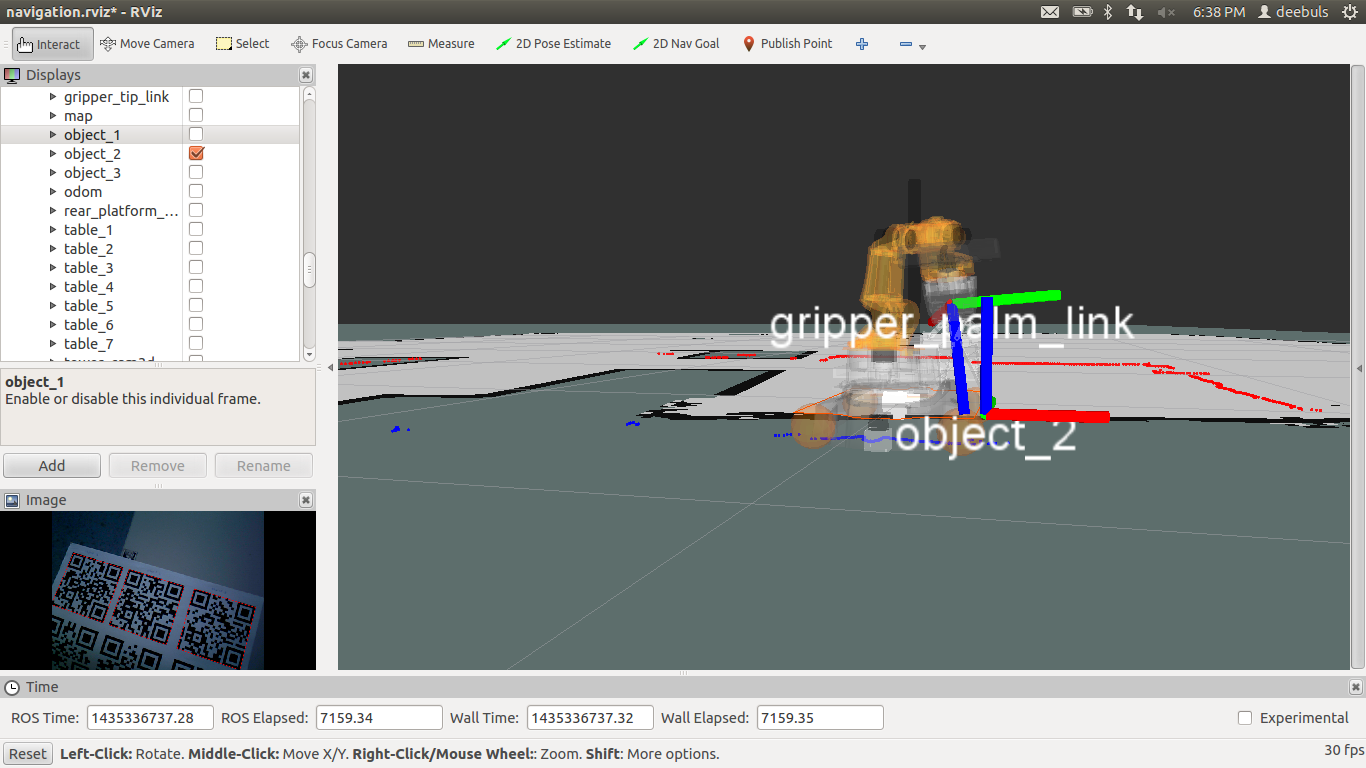 navigation.rviz* - RViz
6:38 PM
deebuls
Interact
Move Camera
Select
Focus Camera
Measure
2D Pose Estimate
2D Nav Goal
Publish Point
Displays
gripper_tip_link
map
object_1
object_2
object_3
odom
rear_platform_...
table_1
table_2
table_3
table_4
table_5
table_6
table_7
object_1
Enable or disable this individual frame.
Add
Remove
Rename
Image
gripper_palm_link
object_2
Time
ROS Time: 1435336737.28 ROS Elapsed: 7159.34 Wall Time: 1435336737.32 Wall Elapsed: 7159.35 Experimental
Reset Left-Click: Rotate. Middle-Click: Move X/Y. Right-Click/Mouse Wheel:: Zoom. Shift: More options. 30 fps